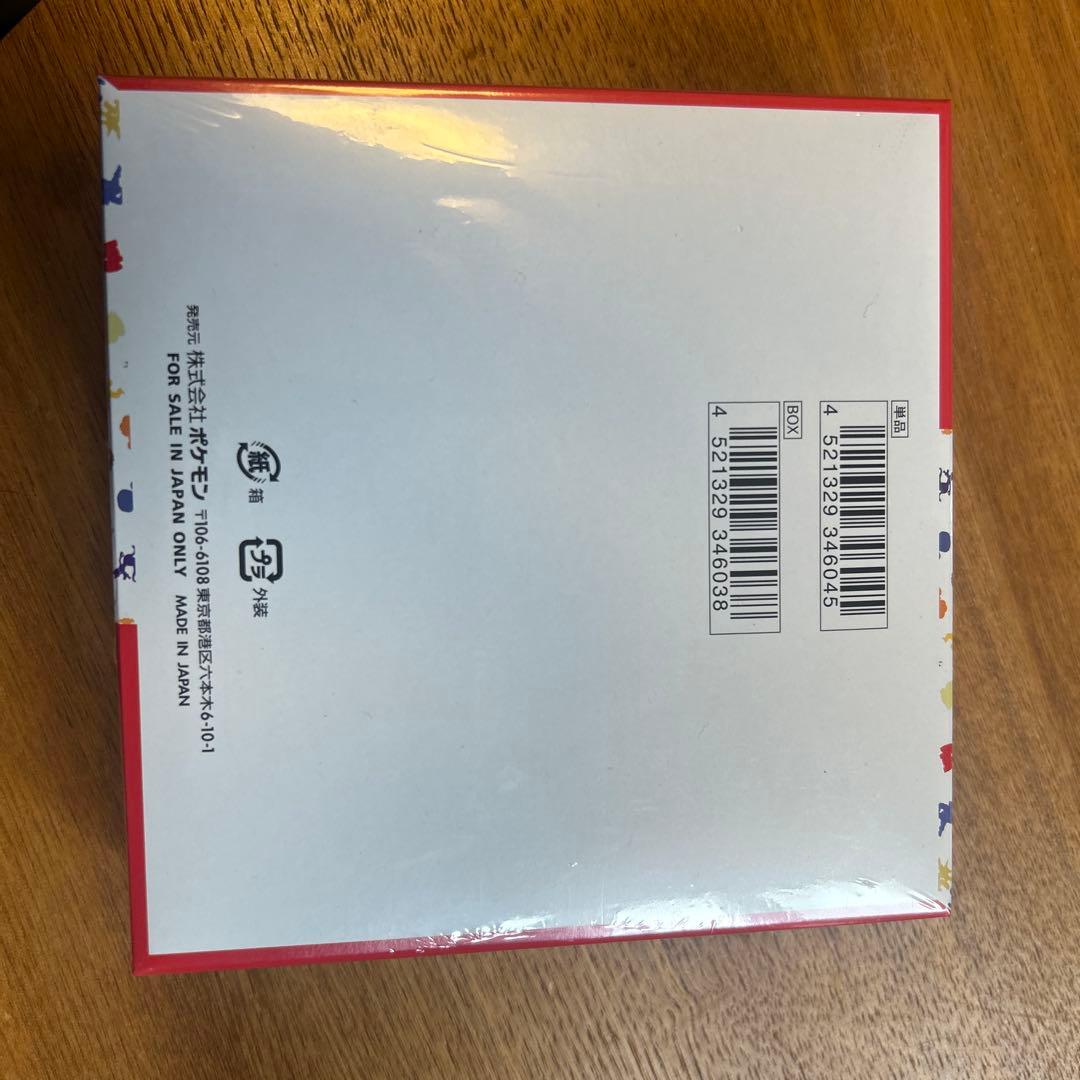 単品
4 521329 346045
BOX
4 521329 346038
紙
箱
プラ
外装
発売元 株式会社ポケモン 〒106-6108 東京都港区六本木6-10-1
FOR SALE IN JAPAN ONLY MADE IN JAPAN